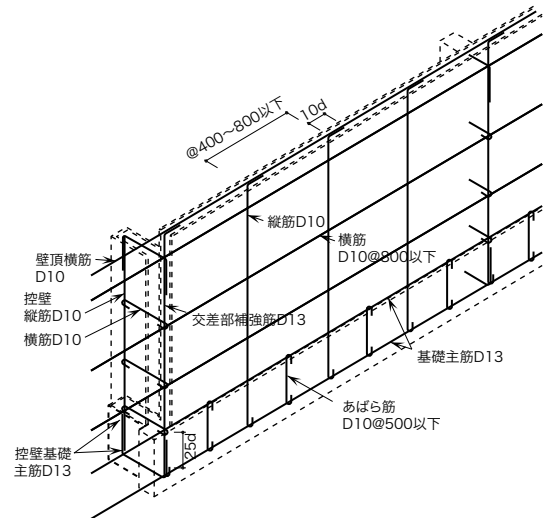 @400～800以下
10d
縦筋D10
横筋
D10@800以下
壁頂横筋
D10
控壁
縦筋D10
横筋D10
交差部補強筋D13
基礎主筋D13
あばら筋
D10@500以下
控壁基礎
主筋D13
25d